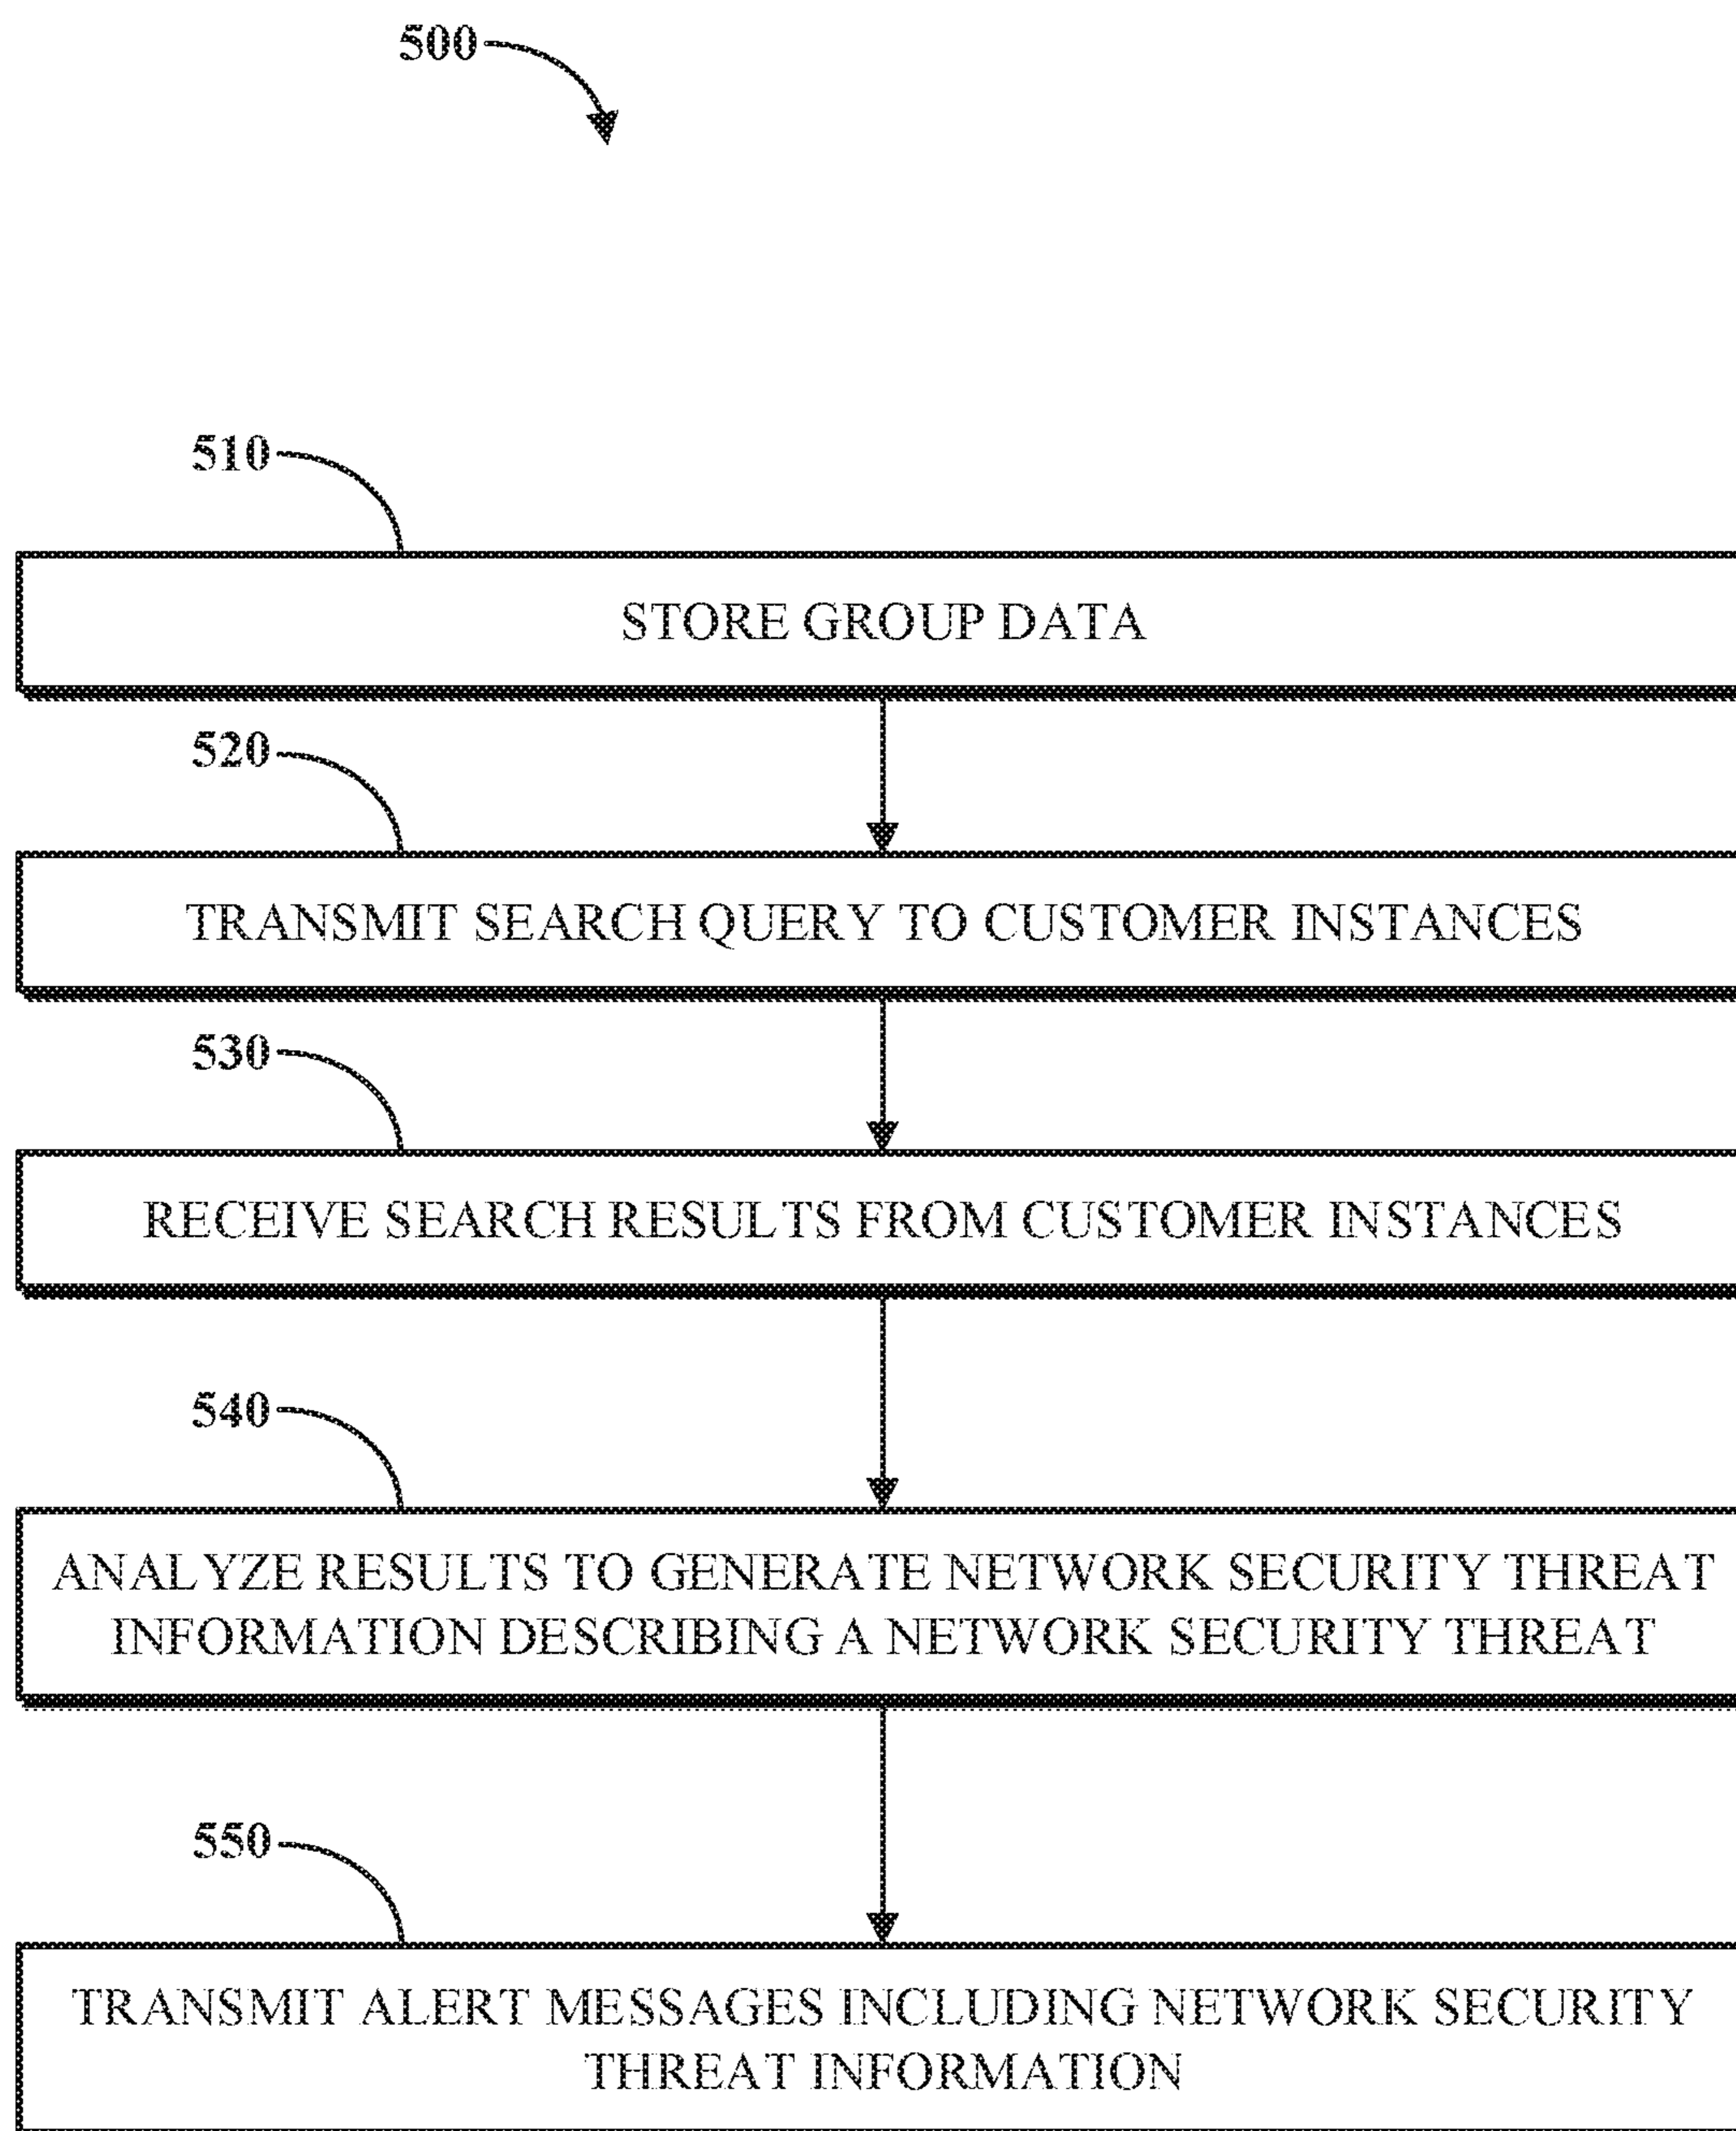 500
510
STORE GROUP DATA
520
TRANSMIT SEARCH QUERY TO CUSTOMER INSTANCES
530
RECEIVE SEARCH RESULTS FROM CUSTOMER INSTANCES
540
ANALYZE RESULTS TO GENERATE NETWORK SECURITY THREAT
INFORMATION DESCRIBING A NETWORK SECURITY THREAT
550
TRANSMIT ALERT MESSAGES INCLUDING NETWORK SECURITY
THREAT INFORMATION